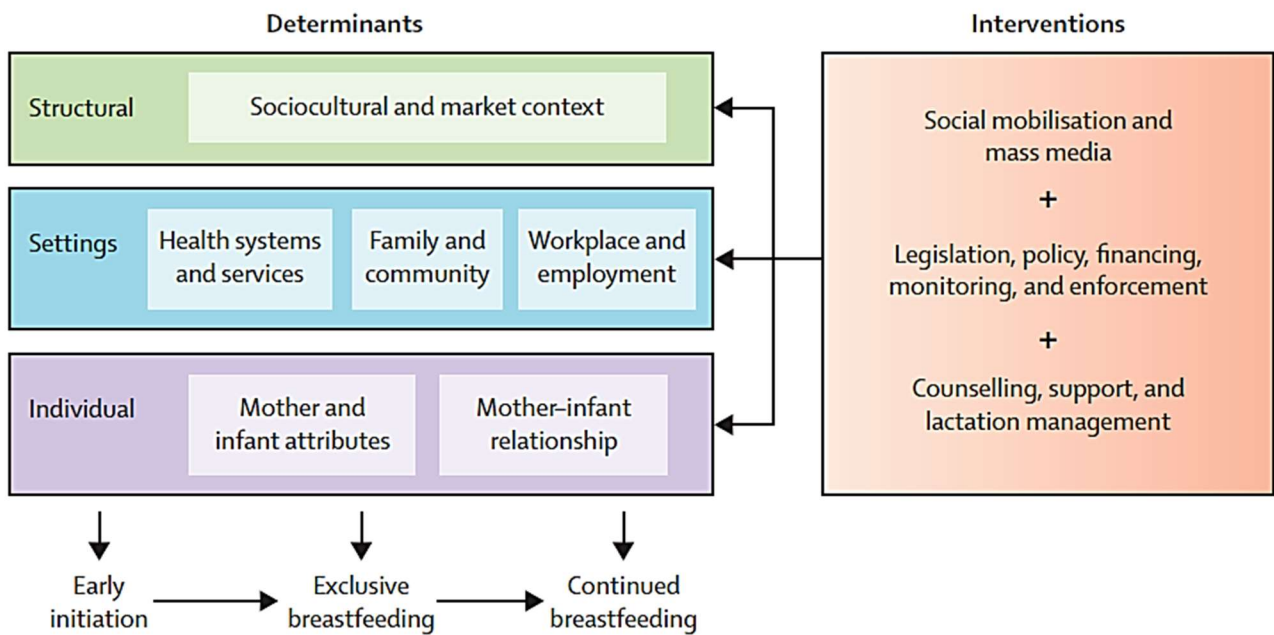 Determinants
Interventions
Structural
Sociocultural and market context
Settings
Health systems
and services
Family and
community
Workplace and
employment
Individual
Mother and
infant attributes
Mother–infant
relationship
Social mobilisation and
mass media
+
Legislation, policy, financing,
monitoring, and enforcement
+
Counselling, support, and
lactation management
Early
initiation
Exclusive
breastfeeding
Continued
breastfeeding